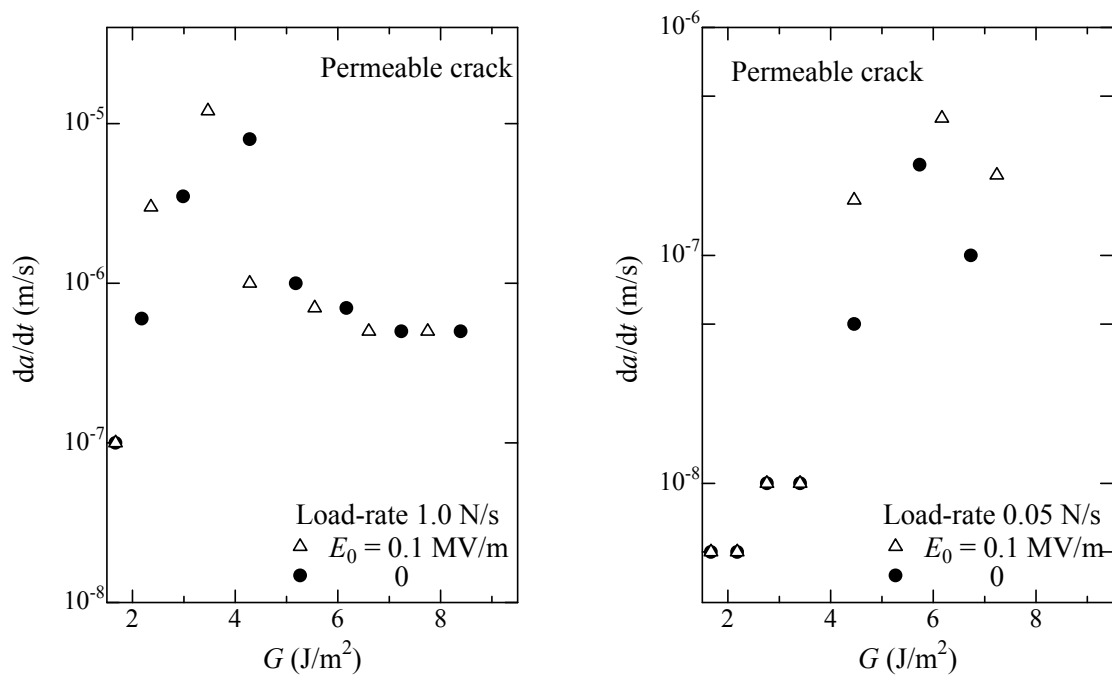 Permeable crack
10⁻⁵
10⁻⁶
10⁻⁷
10⁻⁸
da/dt (m/s)
Load-rate 1.0 N/s
△ E₀ = 0.1 MV/m
● 0
2 4 6 8
G (J/m²)
Permeable crack
10⁻⁶
10⁻⁷
10⁻⁸
da/dt (m/s)
Load-rate 0.05 N/s
△ E₀ = 0.1 MV/m
● 0
2 4 6 8
G (J/m²)